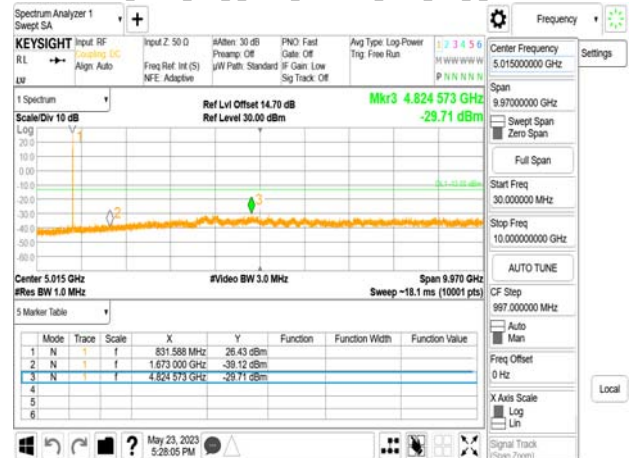 Spectrum Analyzer 1
Swept SA
Frequency
KEYSIGHT
Input: RF
Coupling: DC
Align: Auto
Input Z: 50 Ω
Freq Ref: Int (S)
NFE: Adaptive
#Atten: 30 dB
Preamp: Off
µW Path: Standard
PNO: Fast
Gate: Off
IF Gain: Low
Sig Track: Off
Avg Type: Log-Power
Trig: Free Run
1 2 3 4 5 6
M W W W W W
P N N N N N
RL
1 Spectrum
Scale/Div 10 dB
Ref Lvl Offset 14.70 dB
Ref Level 30.00 dBm
Mkr3 4.824 573 GHz
-29.71 dBm
Log
20.0
10.0
0.00
-10.0
-20.0
-30.0
-40.0
-50.0
-60.0
1
2
3
DL1 -13.00 dBm
Center 5.015 GHz
#Res BW 1.0 MHz
#Video BW 3.0 MHz
Span 9.970 GHz
Sweep ~18.1 ms (10001 pts)
5 Marker Table
Mode Trace Scale X Y Function Function Width Function Value
1 N 1 f 831.588 MHz 26.43 dBm
2 N 1 f 1.673 000 GHz -39.12 dBm
3 N 1 f 4.824 573 GHz -29.71 dBm
4
5
6
May 23, 2023
5:28:05 PM
Center Frequency
5.015000000 GHz
Settings
Span
9.97000000 GHz
Swept Span
Zero Span
Full Span
Start Freq
30.000000 MHz
Stop Freq
10.000000000 GHz
AUTO TUNE
CF Step
997.000000 MHz
Auto
Man
Freq Offset
0 Hz
X Axis Scale
Log
Lin
Local
Signal Track
(Span Zoom)